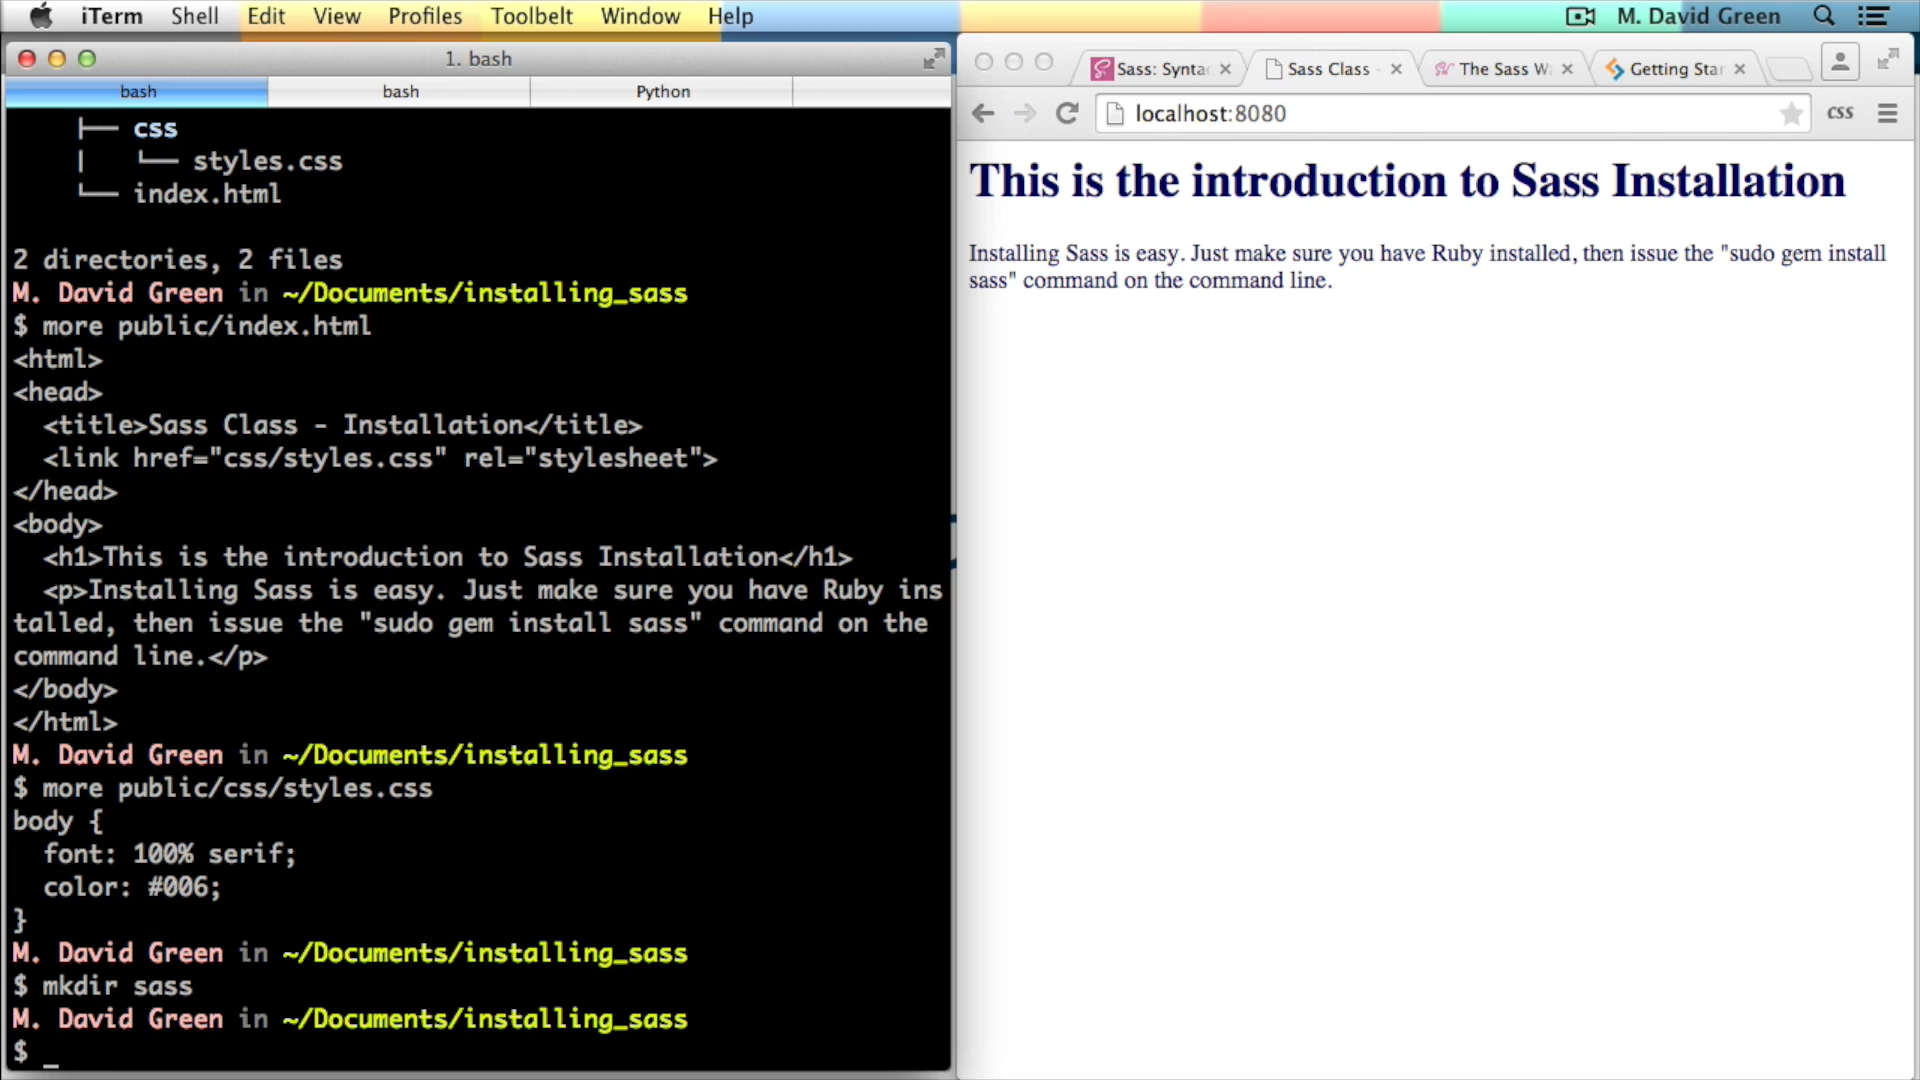 iTerm Shell Edit View Profiles Toolbelt Window Help M. David Green
1. bash
bash bash Python
├── css
│   └── styles.css
└── index.html
2 directories, 2 files
M. David Green in ~/Documents/installing_sass
$ more public/index.html
<html>
<head>
  <title>Sass Class - Installation</title>
  <link href="css/styles.css" rel="stylesheet">
</head>
<body>
  <h1>This is the introduction to Sass Installation</h1>
  <p>Installing Sass is easy. Just make sure you have Ruby ins
talled, then issue the "sudo gem install sass" command on the
command line.</p>
</body>
</html>
M. David Green in ~/Documents/installing_sass
$ more public/css/styles.css
body {
  font: 100% serif;
  color: #006;
}
M. David Green in ~/Documents/installing_sass
$ mkdir sass
M. David Green in ~/Documents/installing_sass
$ _
Sass: Synta Sass Class - The Sass W Getting Star
localhost:8080 css
This is the introduction to Sass Installation
Installing Sass is easy. Just make sure you have Ruby installed, then issue the "sudo gem install
sass" command on the command line.